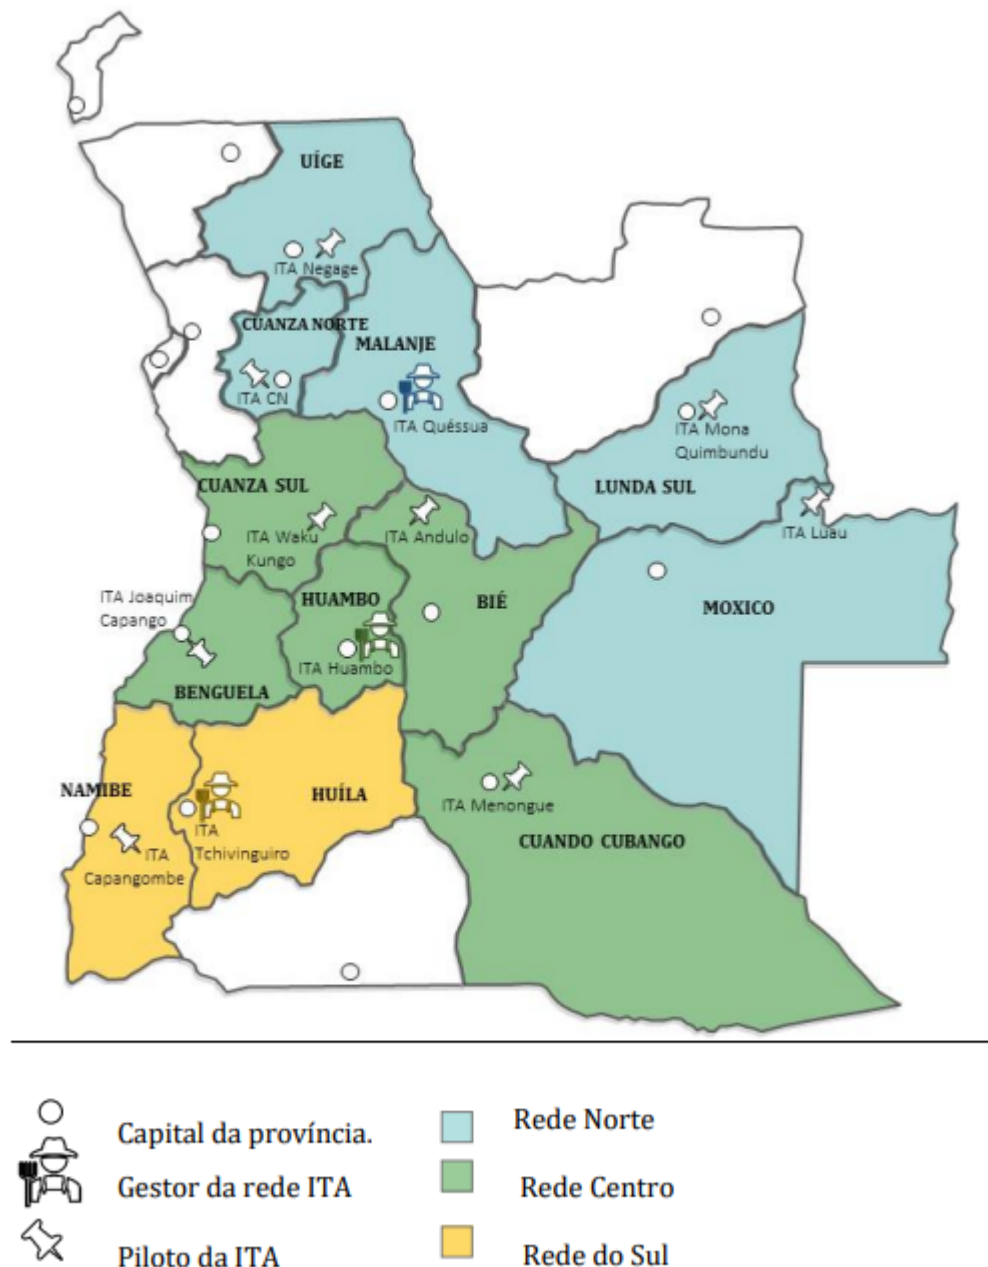 UÍGE
ITA Negage
CUANZA NORTE
MALANJE
ITA CN
ITA Quéssua
ITA Mona
Quimbundu
CUANZA SUL
LUNDA SUL
ITA Waku
Kungo
ITA Andulo
ITA Luau
ITA Joaquim
Capango
HUAMBO
BIÉ
MOXICO
ITA Huambo
BENGUELA
NAMIBE
HUÍLA
ITA Menongue
ITA
Tchivinguiro
CUANDO CUBANGO
ITA
Capangombe
Capital da província.
Rede Norte
Gestor da rede ITA
Rede Centro
Piloto da ITA
Rede do Sul